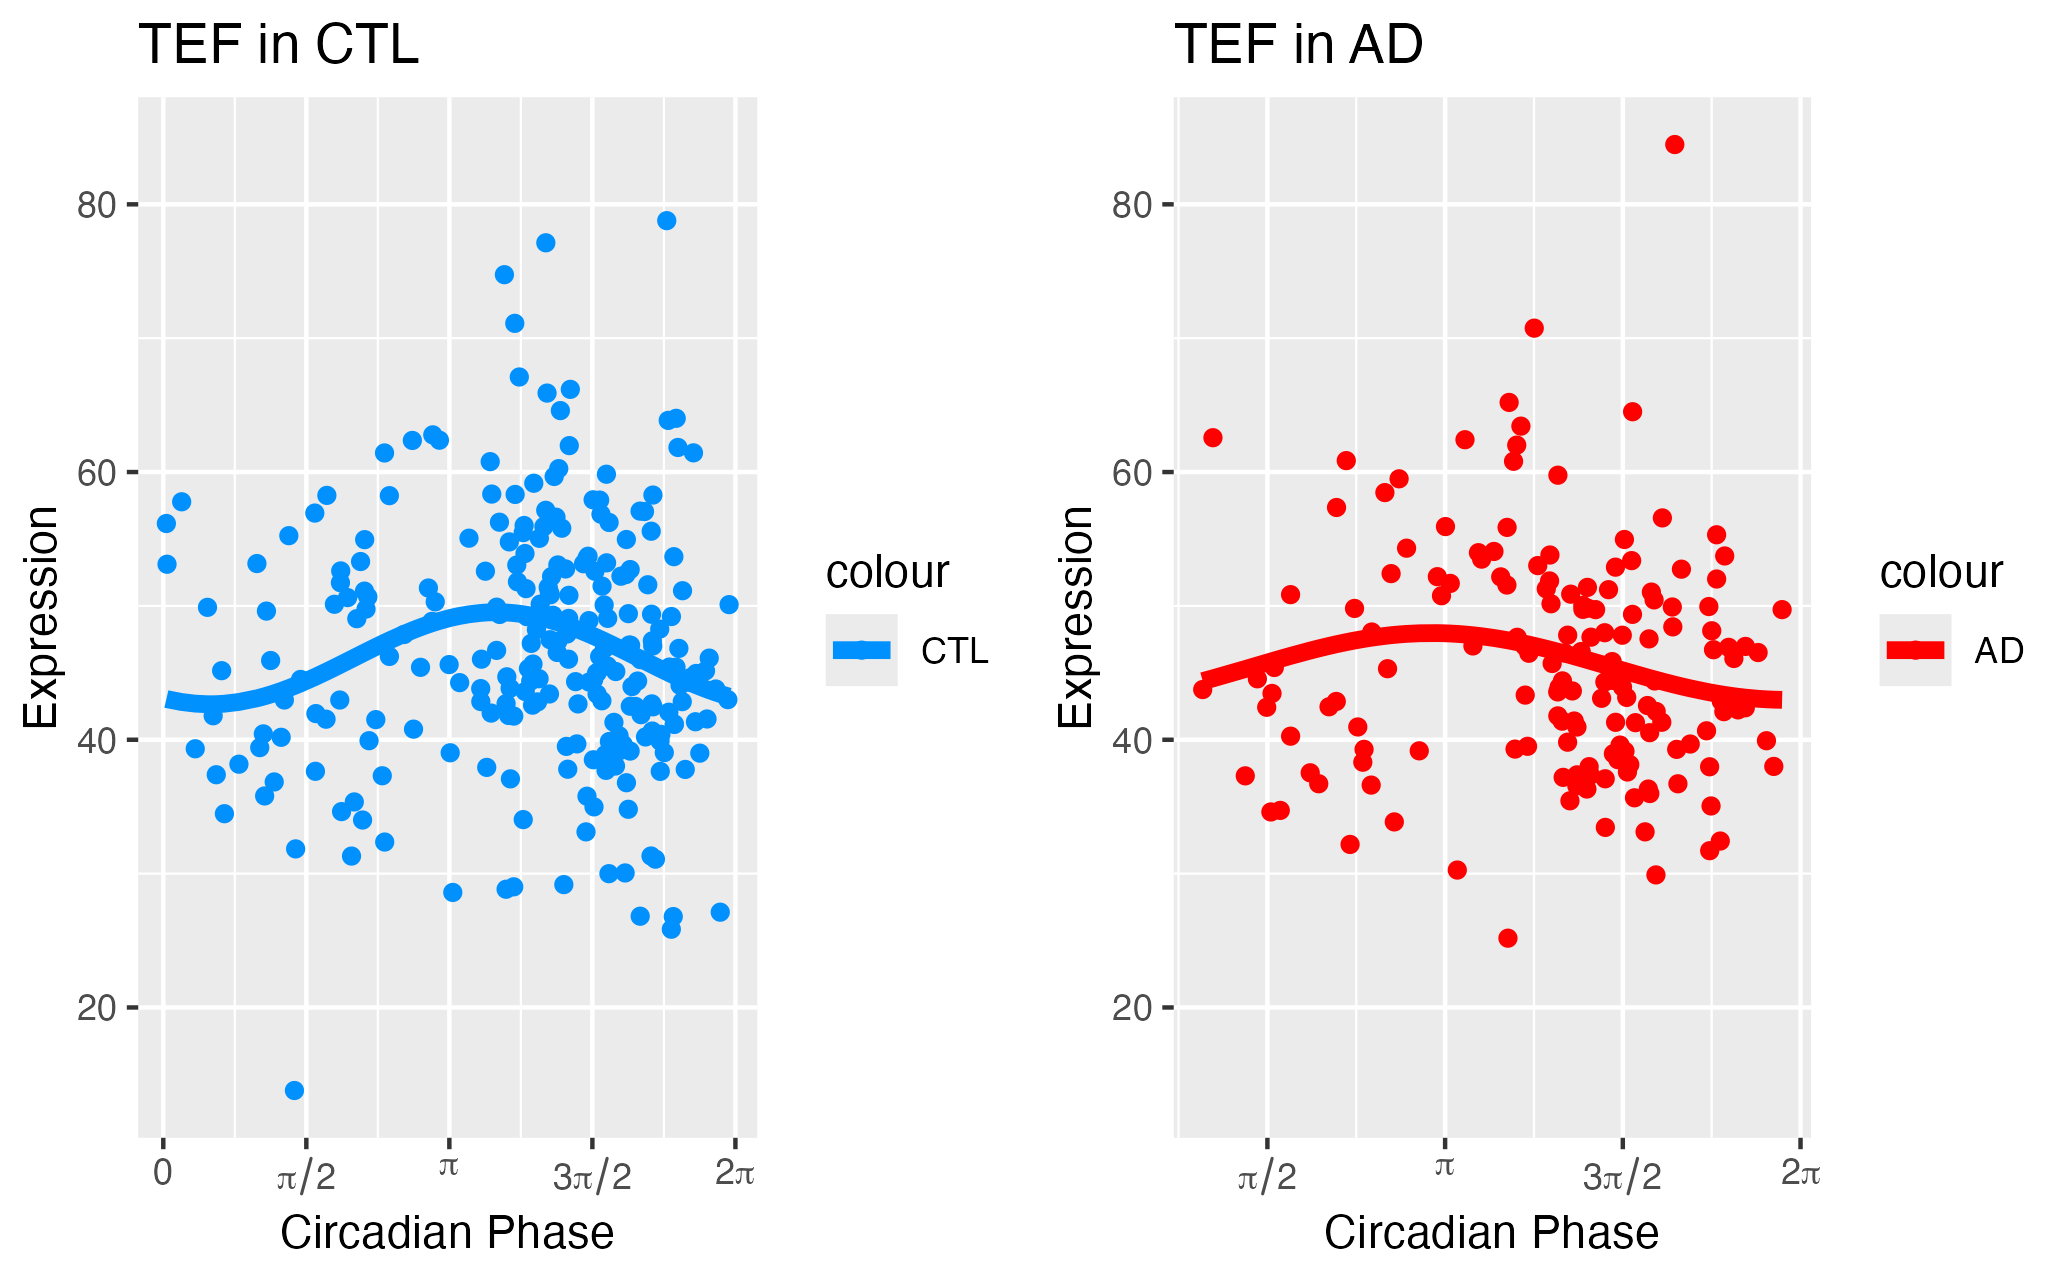 TEF in CTL
80
60
40
20
Expression
0
π/2
π
3π/2
2π
Circadian Phase
colour
CTL
TEF in AD
80
60
40
20
Expression
π/2
π
3π/2
2π
Circadian Phase
colour
AD